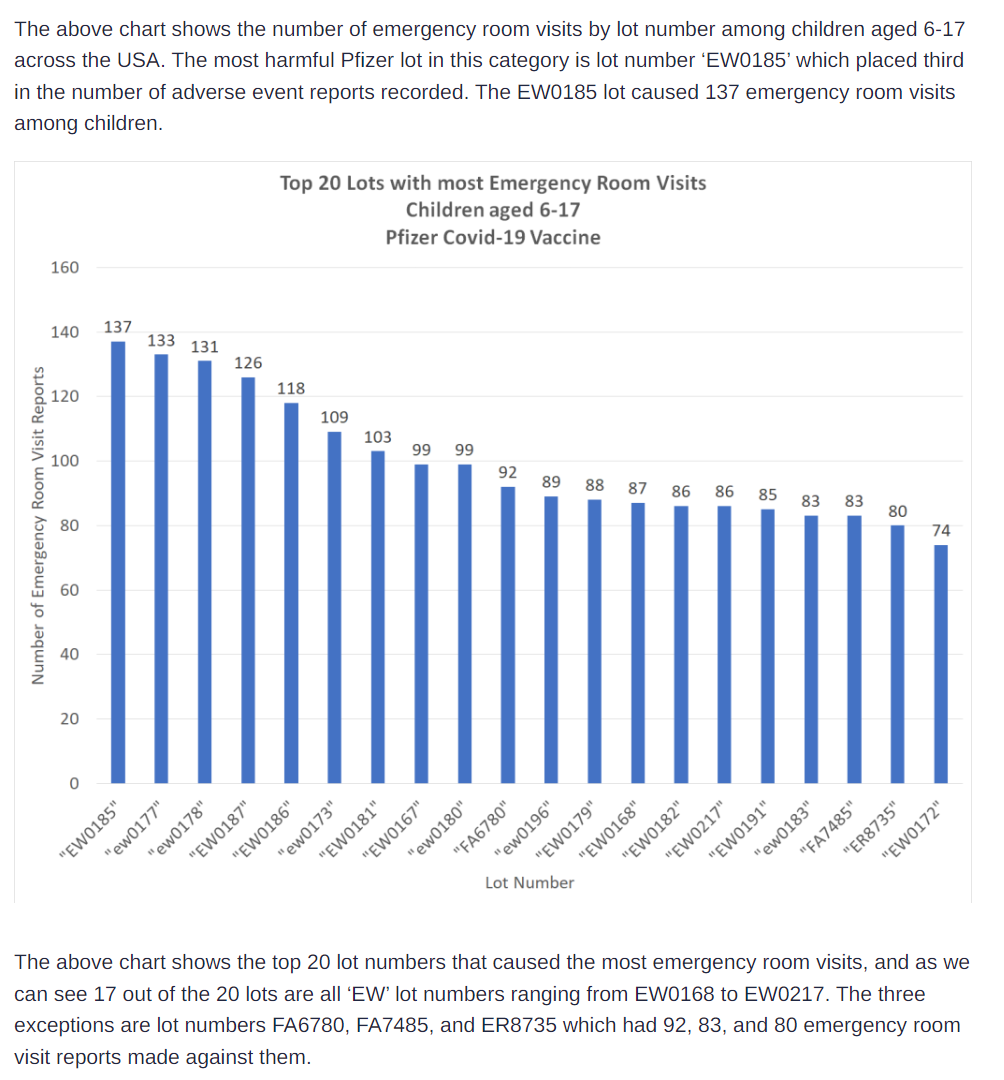 The above chart shows the number of emergency room visits by lot number among children aged 6-17
across the USA. The most harmful Pfizer lot in this category is lot number ‘EW0185’ which placed third
in the number of adverse event reports recorded. The EW0185 lot caused 137 emergency room visits
among children.
Top 20 Lots with most Emergency Room Visits
Children aged 6-17
Pfizer Covid-19 Vaccine
Number of Emergency Room Visit Reports
160
140
120
100
80
60
40
20
0
137
133
131
126
118
109
103
99
99
92
89
88
87
86
86
85
83
83
80
74
"EW0185"
"ew0177"
"ew0178"
"EW0187"
"EW0186"
"ew0173"
"EW0181"
"EW0167"
"ew0180"
"FA6780"
"ew0196"
"EW0179"
"EW0168"
"EW0182"
"EW0217"
"EW0191"
"ew0183"
"FA7485"
"ER8735"
"EW0172"
Lot Number
The above chart shows the top 20 lot numbers that caused the most emergency room visits, and as we
can see 17 out of the 20 lots are all ‘EW’ lot numbers ranging from EW0168 to EW0217. The three
exceptions are lot numbers FA6780, FA7485, and ER8735 which had 92, 83, and 80 emergency room
visit reports made against them.